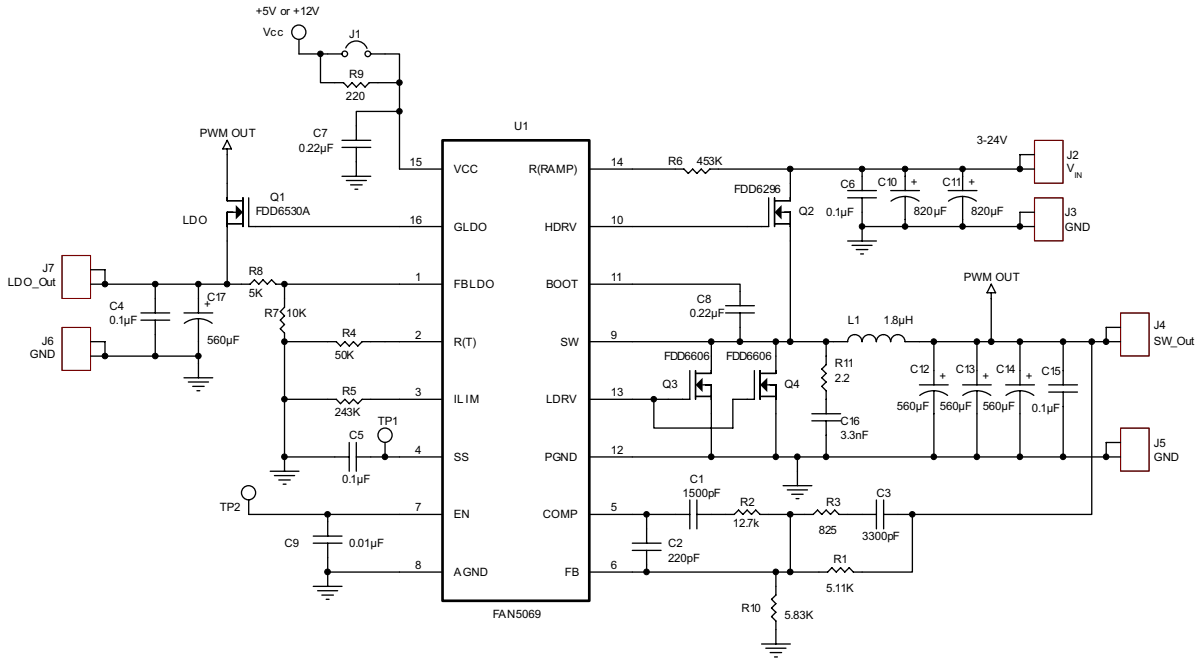 +5V or +12V
Vcc
J1
R9
220
C7
0.22µF
U1
PWM OUT
Q1
FDD6530A
LDO
15
VCC
R(RAMP)
14
R6
453K
3-24V
J2
VIN
FDD6296
Q2
C6
0.1µF
C10
+
820µF
C11
+
820µF
J3
GND
16
GLDO
HDRV
10
J7
LDO_Out
J6
GND
C4
0.1µF
C17
+
560µF
R8
5K
R7
10K
1
FBLDO
BOOT
11
C8
0.22µF
PWM OUT
R4
50K
2
R(T)
SW
9
L1
1.8µH
J4
SW_Out
FDD6606
FDD6606
Q3
Q4
R11
2.2
C16
3.3nF
C12
+
560µF
C13
+
560µF
C14
+
560µF
C15
0.1µF
R5
243K
3
ILIM
LDRV
13
C5
0.1µF
TP1
4
SS
PGND
12
J5
GND
TP2
7
EN
COMP
5
C1
1500pF
R2
12.7k
R3
825
C3
3300pF
C9
0.01µF
C2
220pF
8
AGND
FB
6
R1
5.11K
R10
5.83K
FAN5069